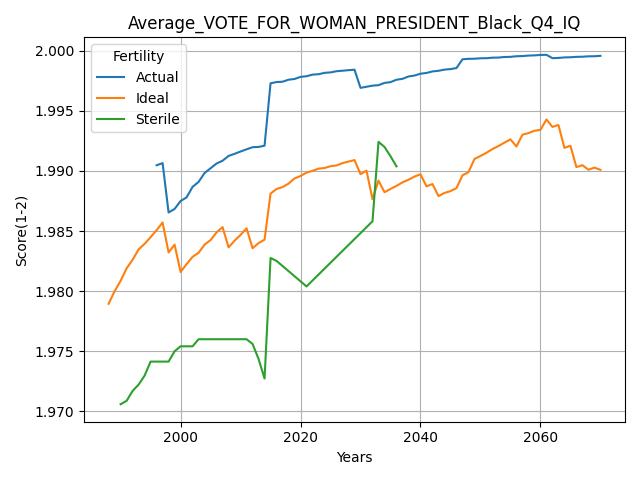 Average_VOTE_FOR_WOMAN_PRESIDENT_Black_Q4_IQ
Fertility
Actual
Ideal
Sterile
Score(1-2)
2.000
1.995
1.990
1.985
1.980
1.975
1.970
2000 2020 2040 2060
Years